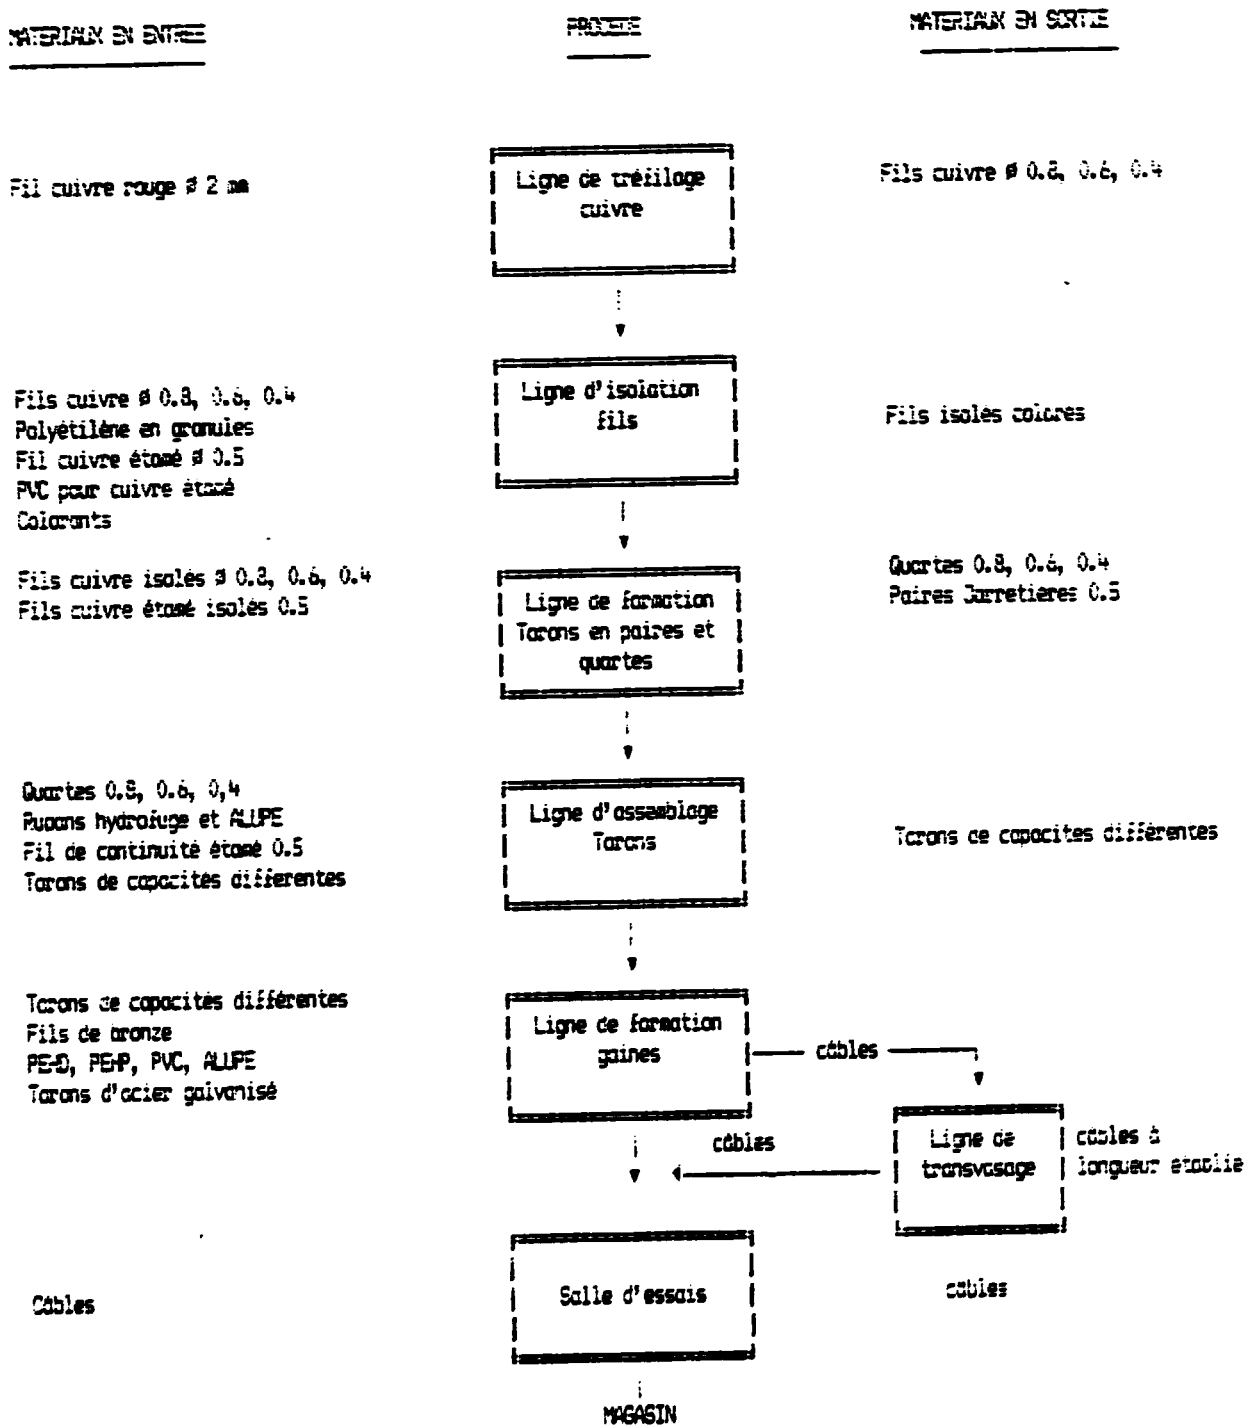 MATERIAUX EN ENTREE
PROCEDE
MATERIAUX EN SORTIE
Fil cuivre rouge ø 2 mm
Ligne de tréfilage
cuivre
Fils cuivre ø 0.8, 0.6, 0.4
Fils cuivre ø 0.8, 0.6, 0.4
Polyétilène en granules
Fil cuivre étamé ø 0.5
PVC pour cuivre étamé
Colorants
Ligne d'isolation
fils
Fils isolés colorés
Fils cuivre isolés ø 0.8, 0.6, 0.4
Fils cuivre étamé isolés 0.5
Ligne de formation
Torons en paires et
quartes
Quartes 0.8, 0.6, 0.4
Paires Jarretières 0.5
Quartes 0.8, 0.6, 0,4
Rubans hydrofuge et ALUPE
Fil de continuité étamé 0.5
Torons de capacités differentes
Ligne d'assemblage
Torons
Torons de capacites différentes
Torons de capacités différentes
Fils de bronze
PEHD, PEHP, PVC, ALUPE
Torons d'acier galvanisé
Ligne de formation
gaines
câbles
câbles
Ligne de
transvasage
câbles à
longueur établie
Câbles
Salle d'essais
câbles
MAGASIN